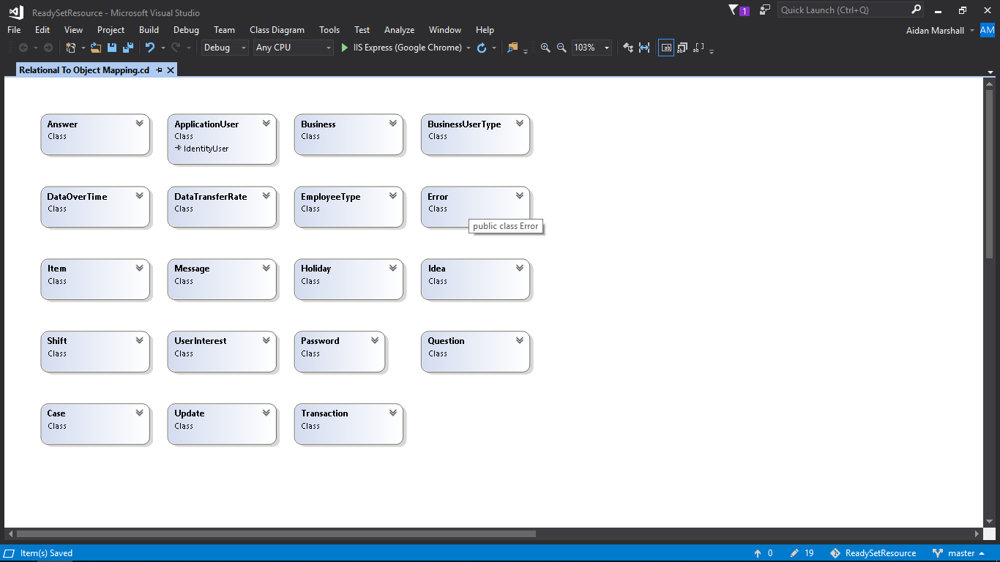 ReadySetResource - Microsoft Visual Studio
1
Quick Launch (Ctrl+Q)
File Edit View Project Build Debug Team Class Diagram Tools Test Analyze Window Help
Aidan Marshall AM
Debug Any CPU IIS Express (Google Chrome) 103%
Relational To Object Mapping.cd
Answer
Class
ApplicationUser
Class
IdentityUser
Business
Class
BusinessUserType
Class
DataOverTime
Class
DataTransferRate
Class
EmployeeType
Class
Error
Class
public class Error
Item
Class
Message
Class
Holiday
Class
Idea
Class
Shift
Class
UserInterest
Class
Password
Class
Question
Class
Case
Class
Update
Class
Transaction
Class
Item(s) Saved
0 19 ReadySetResource master